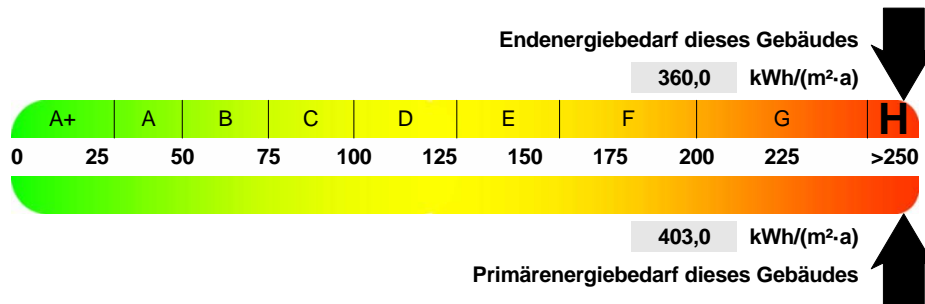 Endenergiebedarf dieses Gebäudes
360,0 kWh/(m²·a)
A+ A B C D E F G H
0 25 50 75 100 125 150 175 200 225 >250
403,0 kWh/(m²·a)
Primärenergiebedarf dieses Gebäudes